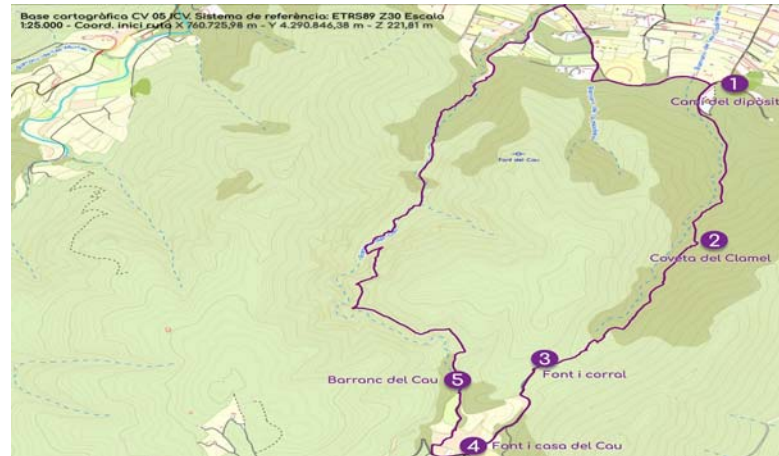 Base cartogràfica CV 05 ICV. Sistema de referència: ETRS89 Z30 Escala
1:25.000 - Coord. inici ruta X 760.725,98 m - Y 4.290.846,38 m - Z 221,81 m
1
Camí del dipòsit
Font del Cau
2
Coveta del Clamel
3
Font i corral
Barranc del Cau
5
4
Font i casa del Cau